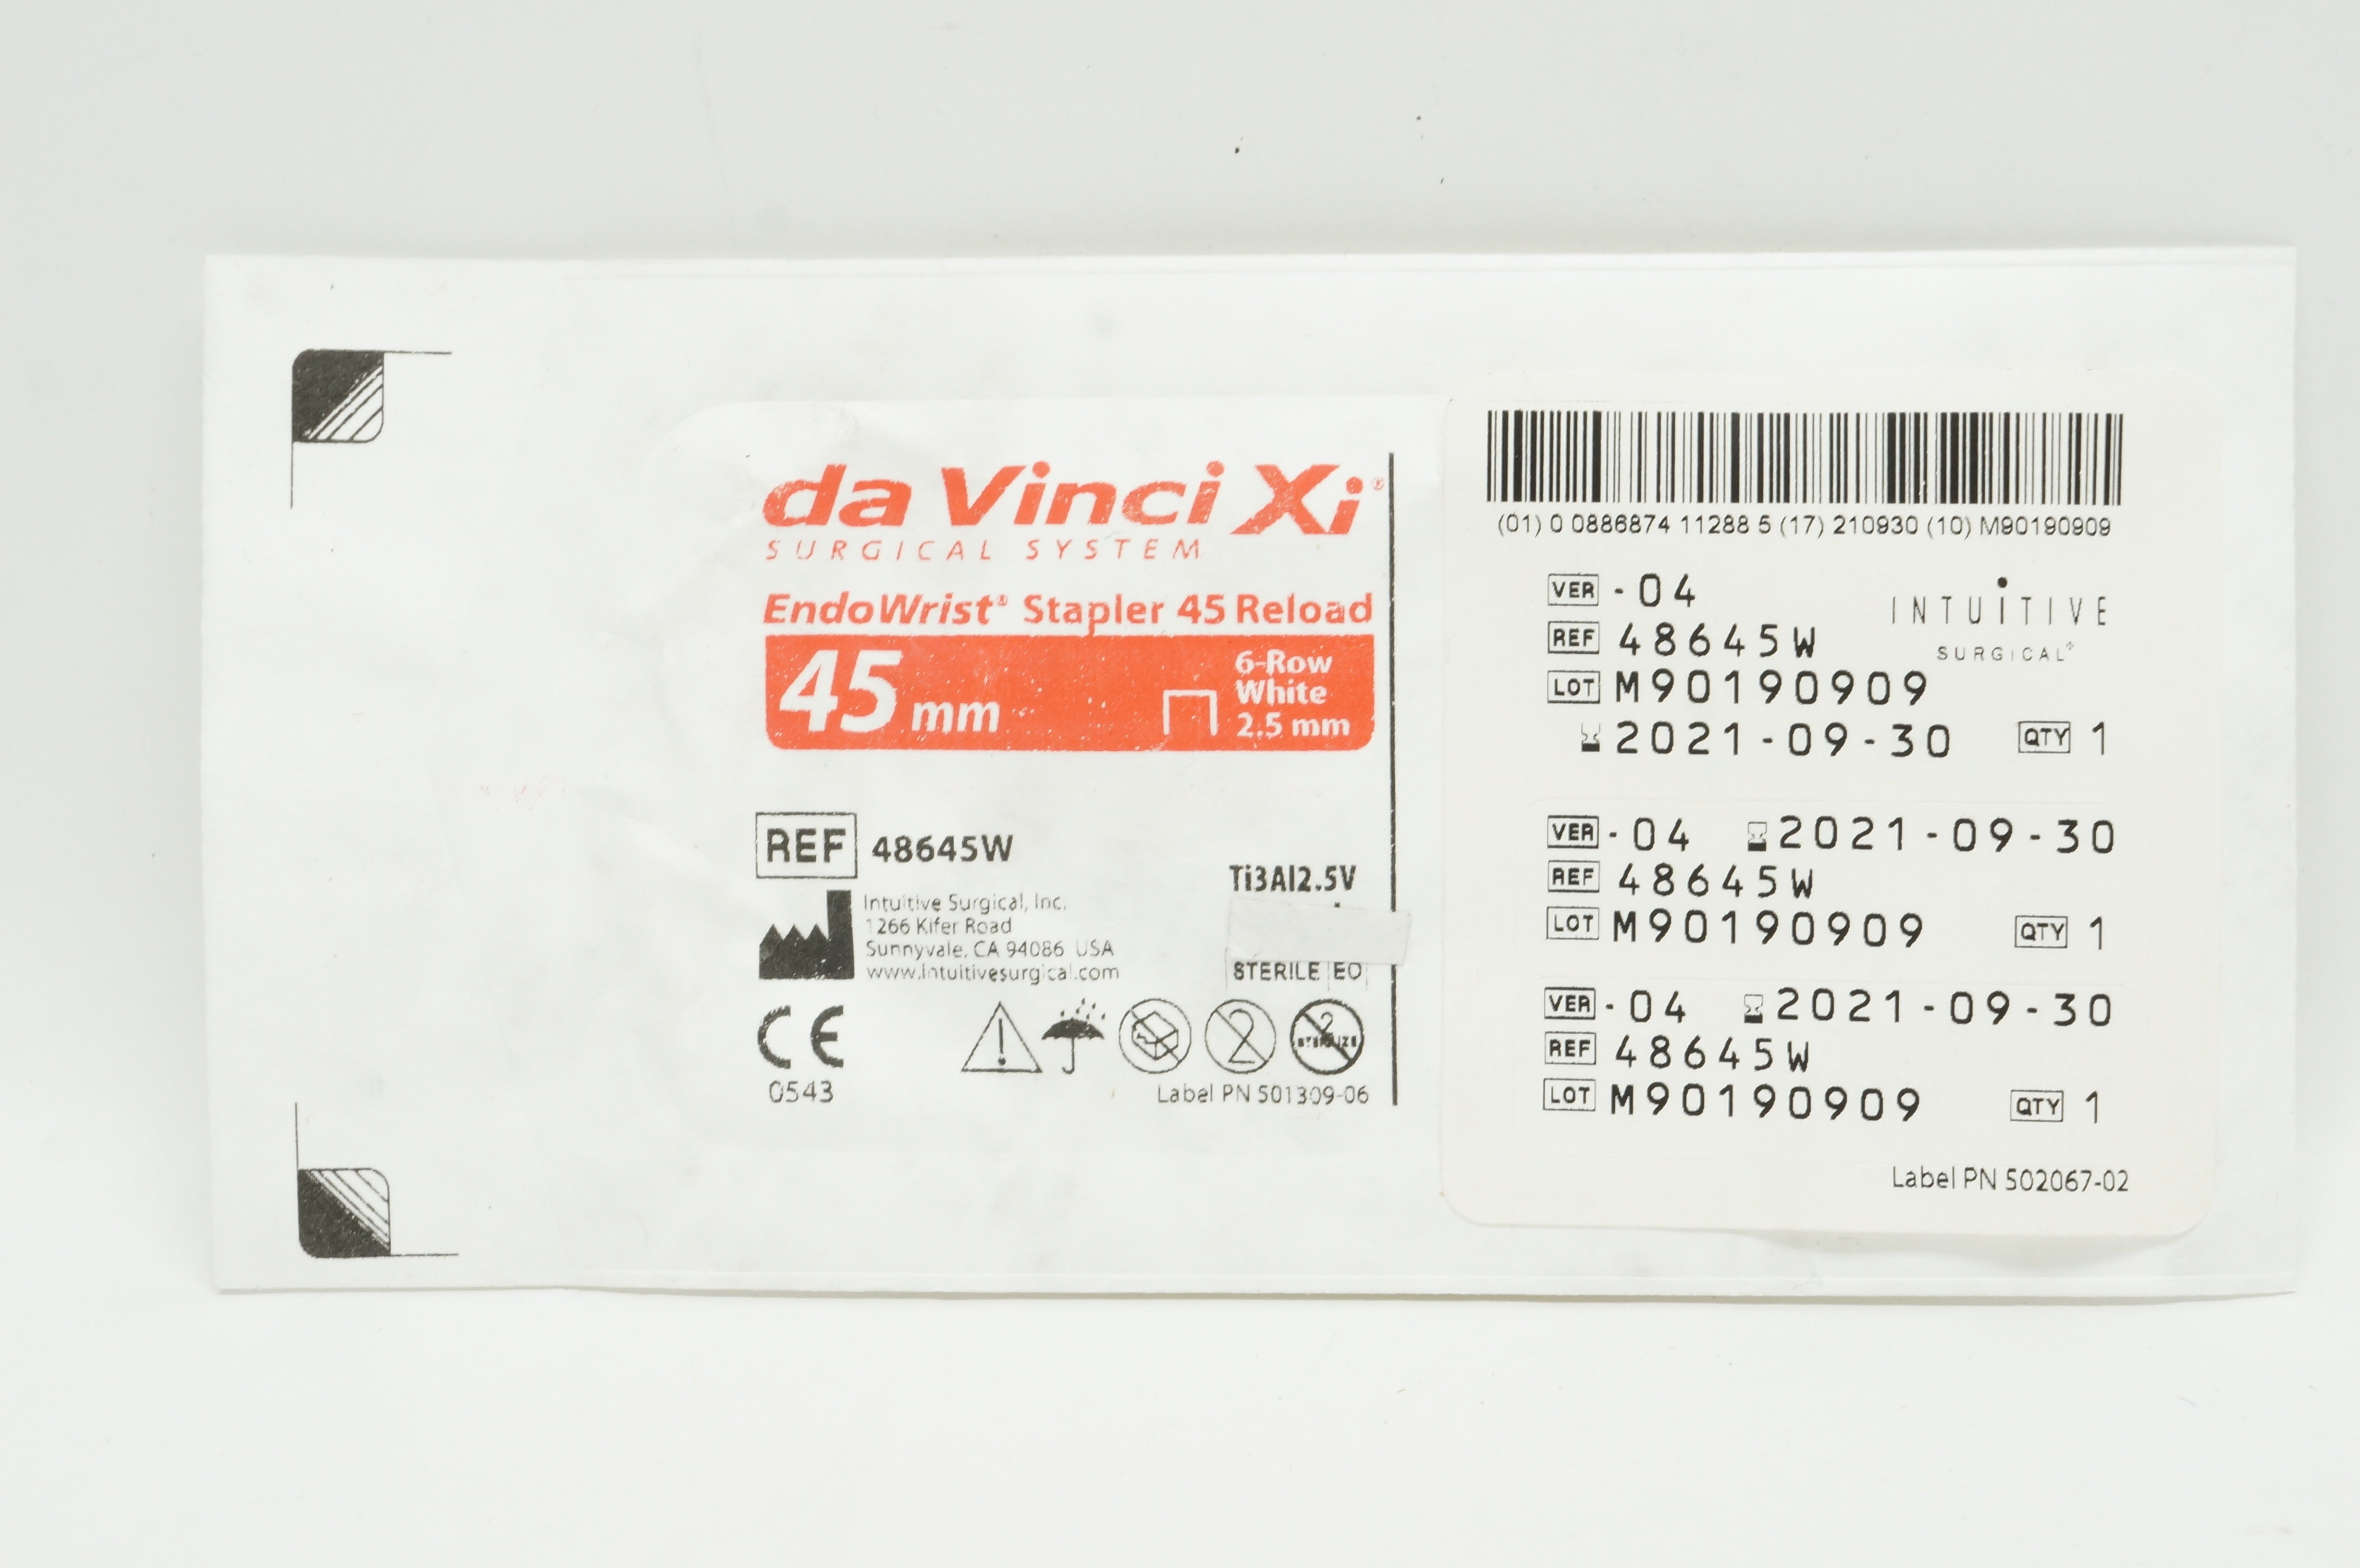 da Vinci Xi®
SURGICAL SYSTEM
EndoWrist® Stapler 45 Reload
45 mm
6-Row
White
2.5 mm
REF 48645W
Ti3Al2.5V
Intuitive Surgical, Inc.
1266 Kifer Road
Sunnyvale, CA 94086 USA
www.intuitivesurgical.com
STERILE EO
CE
0543
2
2
Label PN 501309-06
(01) 0 0886874 11288 5 (17) 210930 (10) M90190909
VER -04
INTUITIVE
SURGICAL®
REF 48645W
LOT M90190909
2021-09-30 QTY 1
VER -04 2021-09-30
REF 48645W
LOT M90190909 QTY 1
VER -04 2021-09-30
REF 48645W
LOT M90190909 QTY 1
Label PN 502067-02